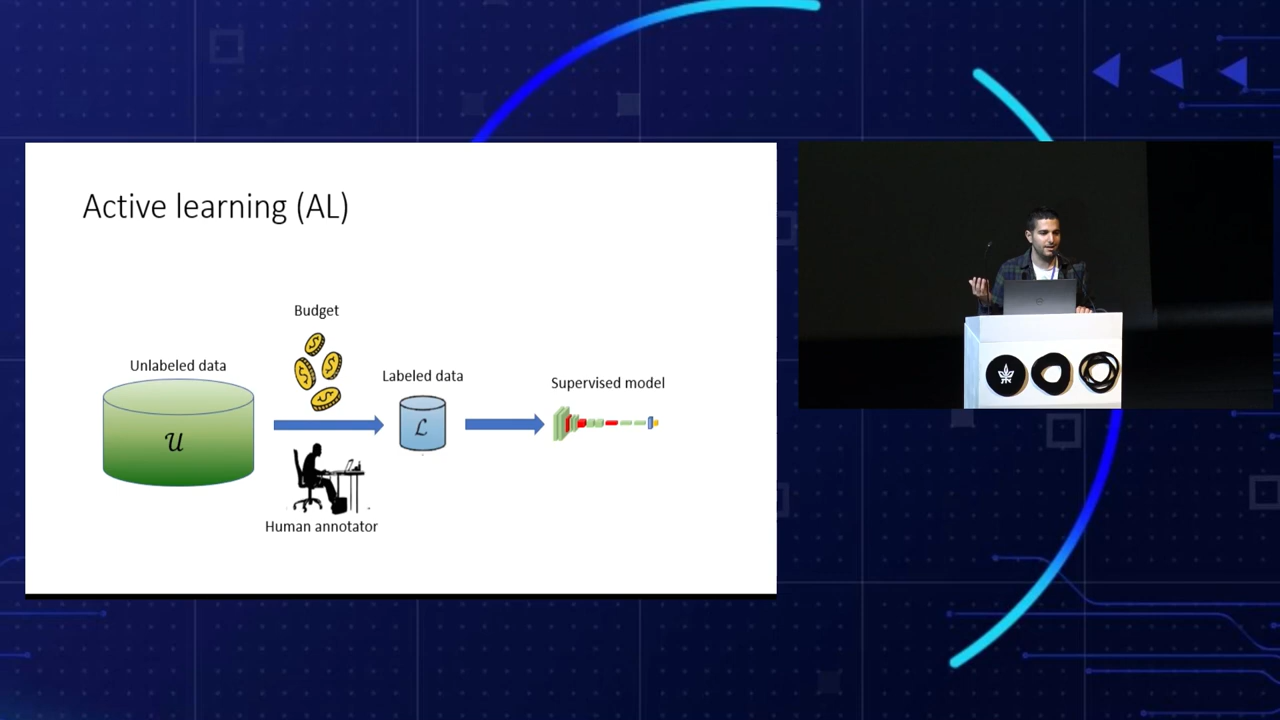 Active learning (AL)
Budget
Unlabeled data
Labeled data
Supervised model
𝒰
ℒ
Human annotator